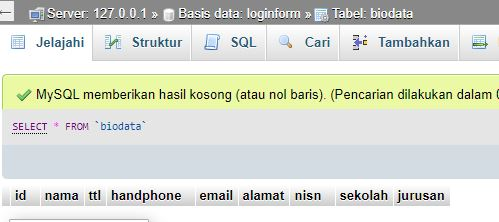 Server: 127.0.0.1 » Basis data: loginform » Tabel: biodata
Jelajahi Struktur SQL Cari Tambahkan
MySQL memberikan hasil kosong (atau nol baris). (Pencarian dilakukan dalam
SELECT * FROM `biodata`
id nama ttl handphone email alamat nisn sekolah jurusan